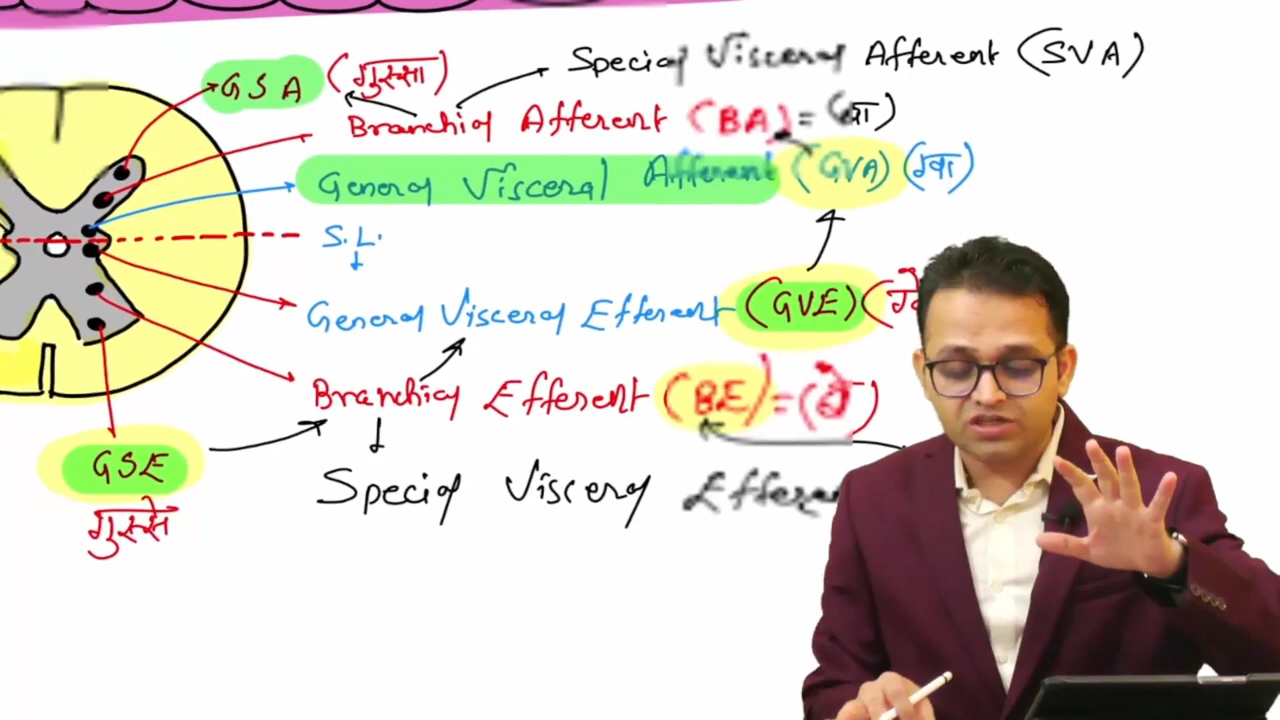 GSA (गुस्सा)
Special Visceral Afferent (SVA)
Branchial Afferent (BA) = (बा)
General Visceral Afferent (GVA) (ग्वा)
S.L.
General Visceral Efferent (GVE)
Branchial Efferent (BE) = (बे)
GSE
गुस्से
Special Visceral